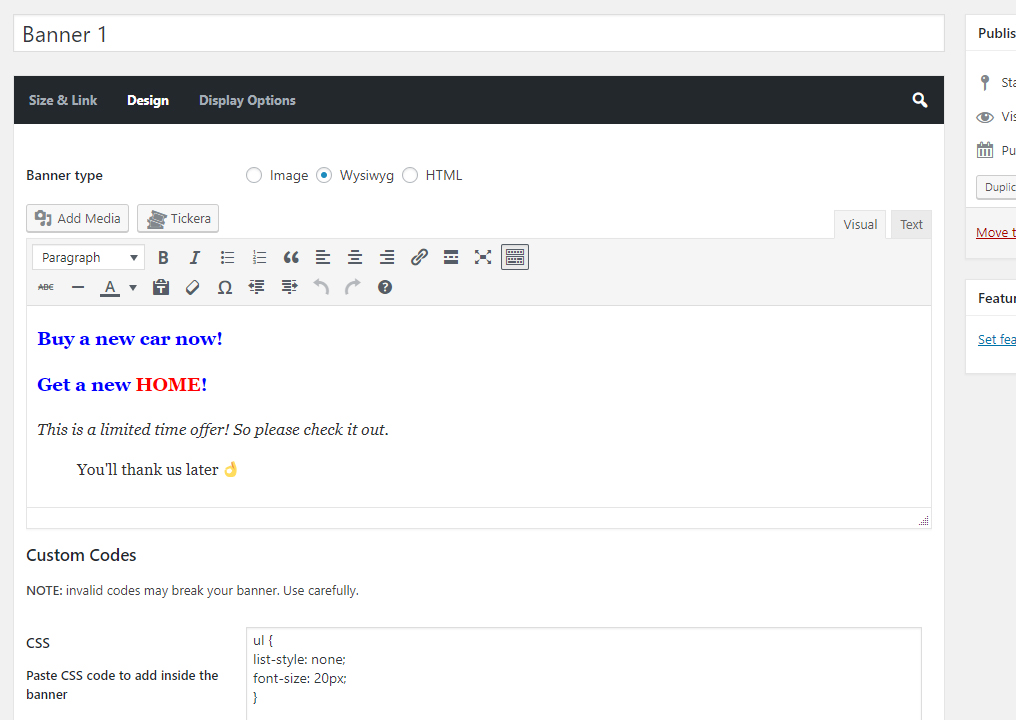 Banner 1
Publis
Size & Link Design Display Options
Sta
Vis
Pu
Banner type Image Wysiwyg HTML
Duplic
Add Media Tickera Visual Text
Move t
Paragraph B I
ABC A
Featur
Buy a new car now!
Set fea
Get a new HOME!
This is a limited time offer! So please check it out.
You'll thank us later 👌
Custom Codes
NOTE: invalid codes may break your banner. Use carefully.
CSS
Paste CSS code to add inside the
banner
ul {
list-style: none;
font-size: 20px;
}